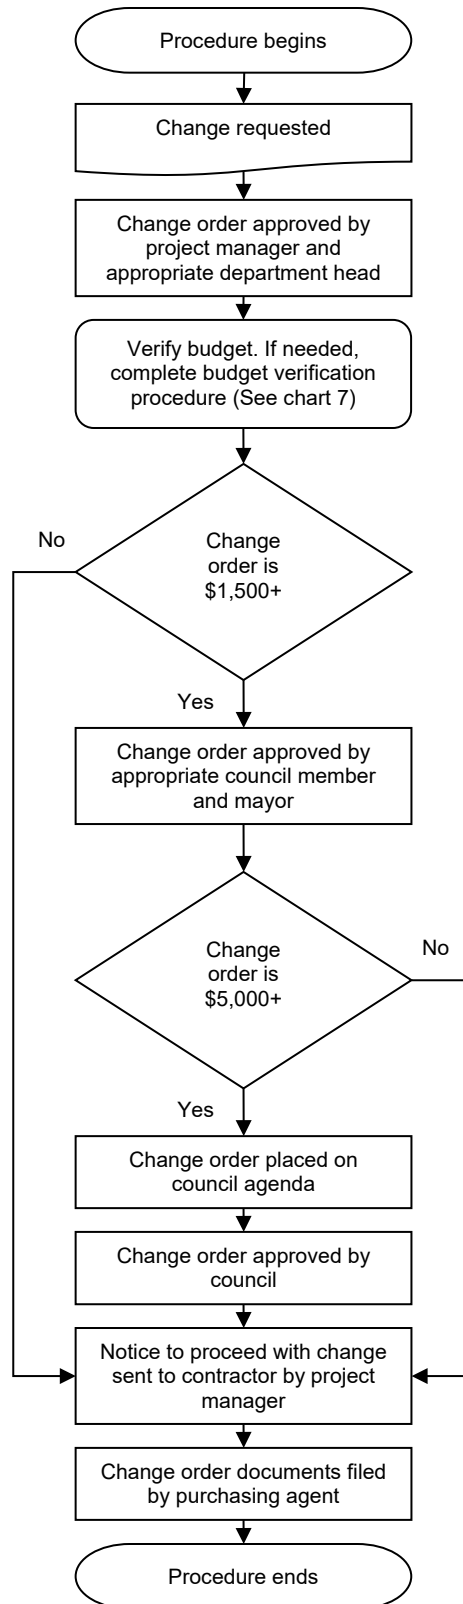 Procedure begins
Change requested
Change order approved by
project manager and
appropriate department head
Verify budget. If needed,
complete budget verification
procedure (See chart 7)
No
Change
order is
$1,500+
Yes
Change order approved by
appropriate council member
and mayor
Change
order is
$5,000+
No
Yes
Change order placed on
council agenda
Change order approved by
council
Notice to proceed with change
sent to contractor by project
manager
Change order documents filed
by purchasing agent
Procedure ends